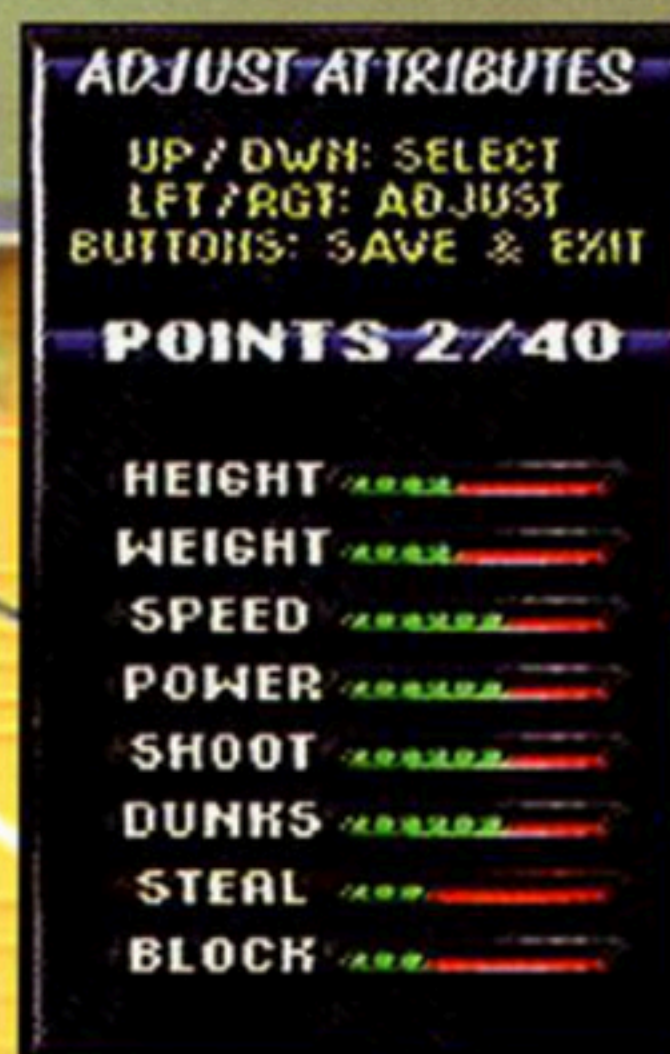 ADJUST ATTRIBUTES
UP/DWN: SELECT
LFT/RGT: ADJUST
BUTTONS: SAVE & EXIT
POINTS 2/40
HEIGHT
WEIGHT
SPEED
POWER
SHOOT
DUNKS
STEAL
BLOCK